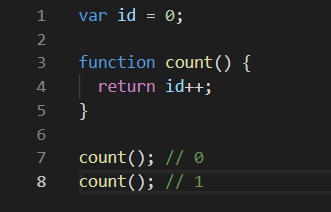 1 var id = 0;
2
3 function count() {
4   return id++;
5 }
6
7 count(); // 0
8 count(); // 1